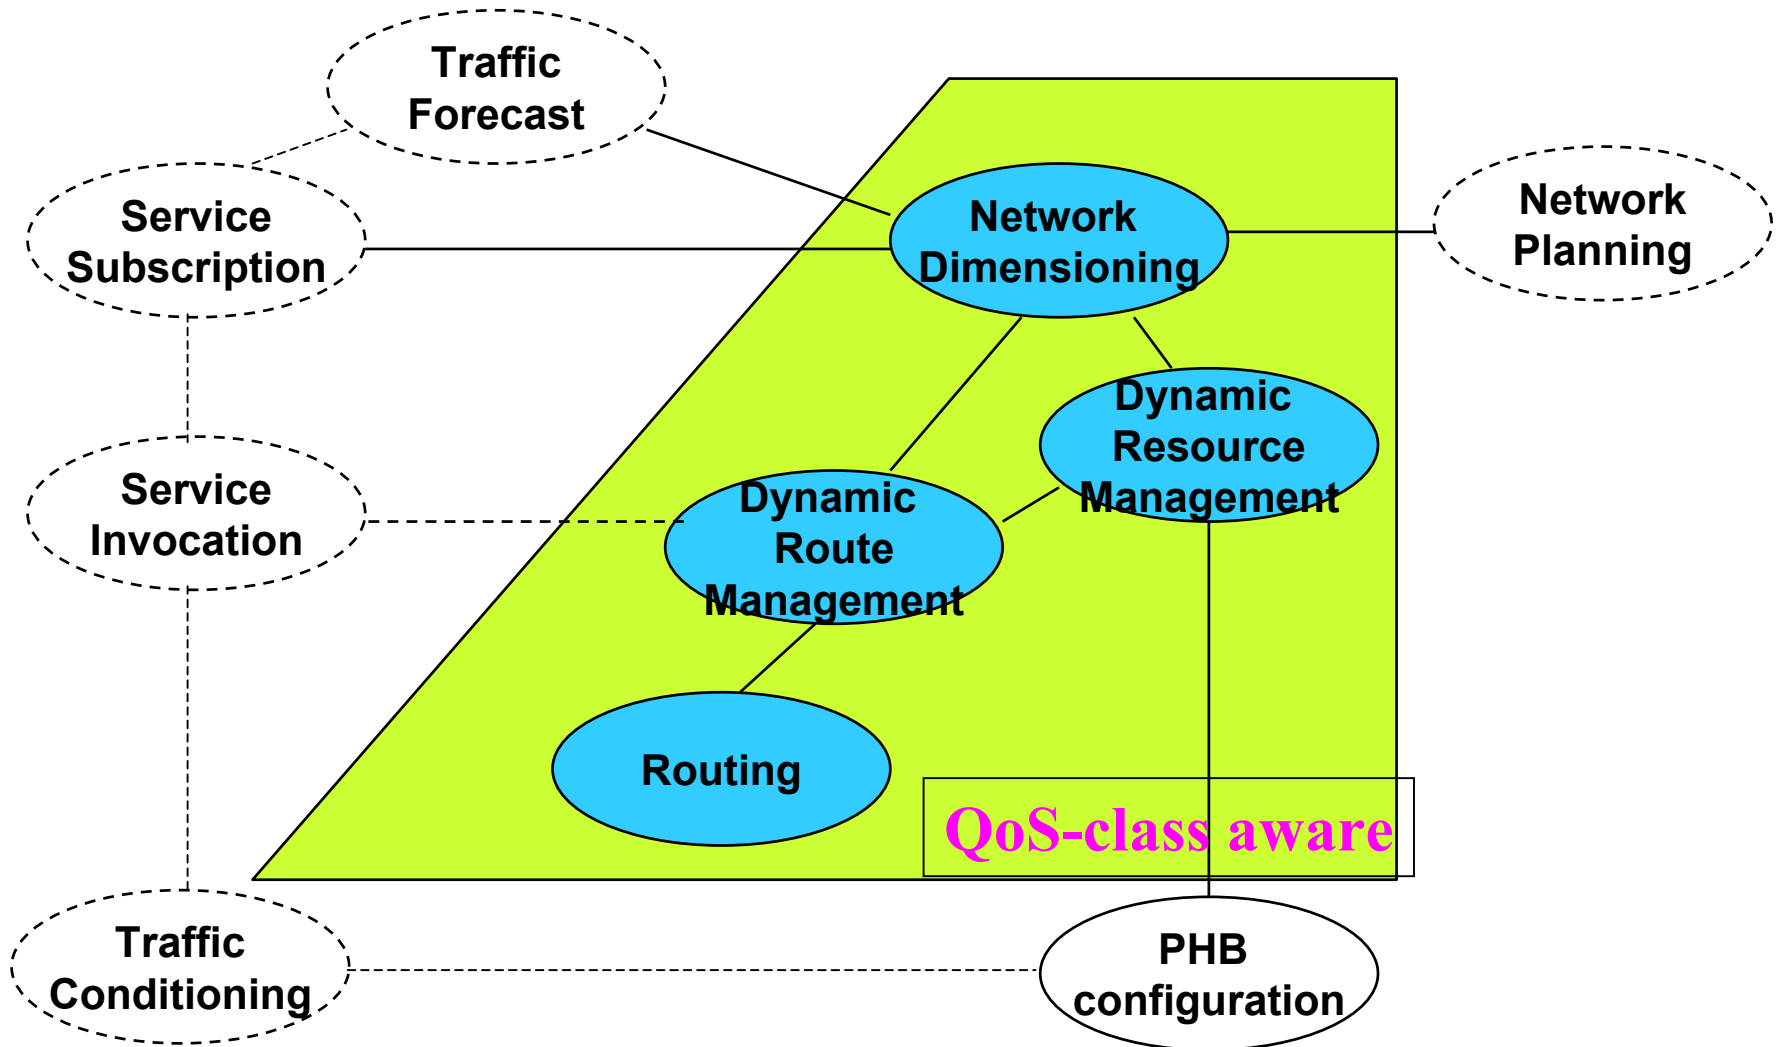 Traffic
Forecast
Service
Subscription
Network
Dimensioning
Network
Planning
Dynamic
Resource
Management
Service
Invocation
Dynamic
Route
Management
Routing
QoS-class aware
Traffic
Conditioning
PHB
configuration